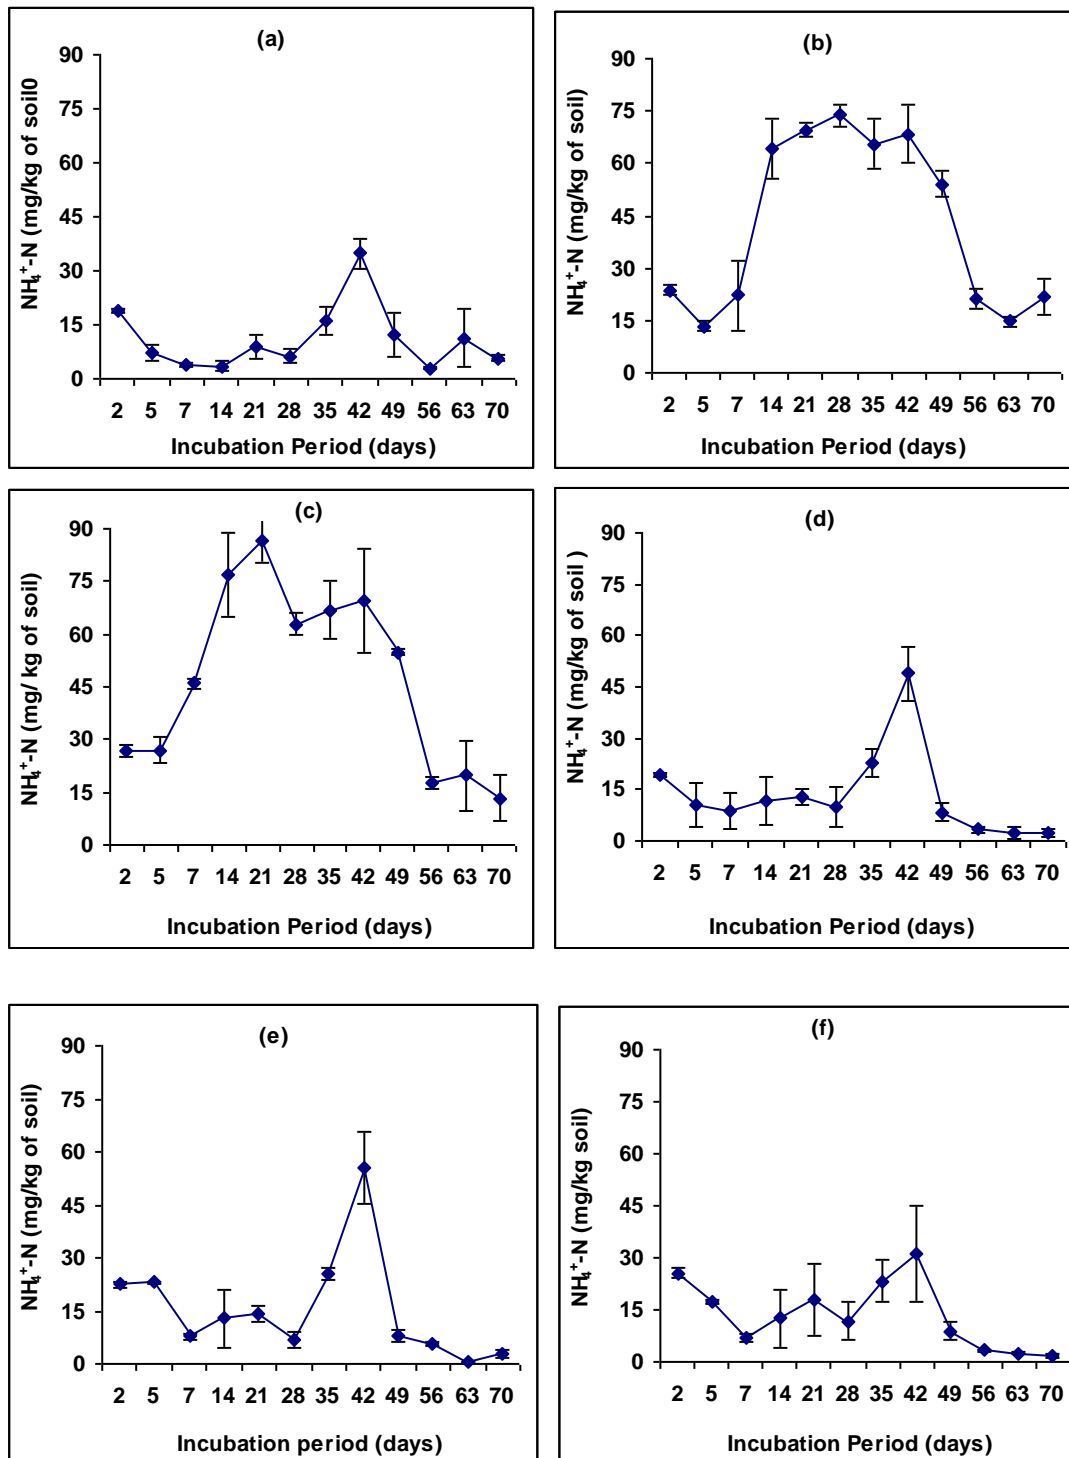 (a)
NH₄⁺-N (mg/kg of soil0
90
75
60
45
30
15
0
2 5 7 14 21 28 35 42 49 56 63 70
Incubation Period (days)
(b)
NH₄⁺-N (mg/kg of soil)
90
75
60
45
30
15
0
2 5 7 14 21 28 35 42 49 56 63 70
Incubation Period (days)
(c)
NH₄⁺-N (mg/ kg of soil)
90
75
60
45
30
15
0
2 5 7 14 21 28 35 42 49 56 63 70
Incubation Period (days)
(d)
NH₄⁺-N (mg/kg of soil )
90
75
60
45
30
15
0
2 5 7 14 21 28 35 42 49 56 63 70
Incubation Period (days)
(e)
NH₄⁺-N (mg/kg of soil)
90
75
60
45
30
15
0
2 5 7 14 21 28 35 42 49 56 63 70
Incubation period (days)
(f)
NH₄⁺-N (mg/kg soil)
90
75
60
45
30
15
0
2 5 7 14 21 28 35 42 49 56 63 70
Incubation Period (days)